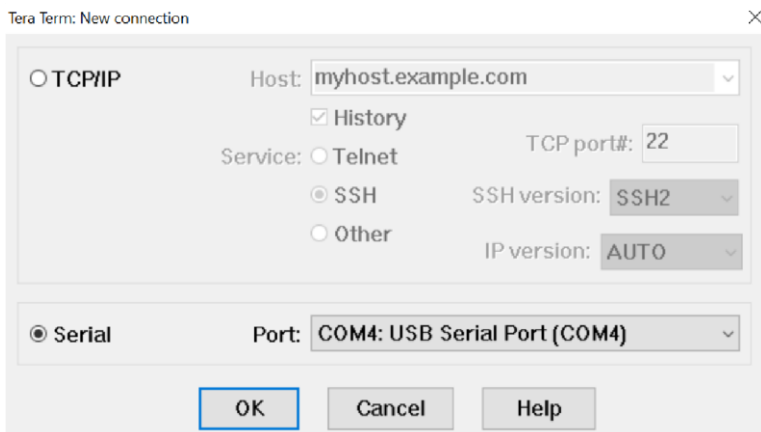 Tera Term: New connection
TCP/IP Host: myhost.example.com
History
Service: Telnet TCP port#: 22
SSH SSH version: SSH2
Other IP version: AUTO
Serial Port: COM4: USB Serial Port (COM4)
OK Cancel Help